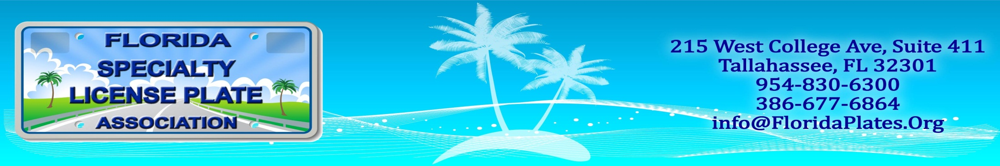 FLORIDA
SPECIALTY
LICENSE PLATE
ASSOCIATION
215 West College Ave, Suite 411
Tallahassee, FL 32301
954-830-6300
386-677-6864
info@FloridaPlates.Org